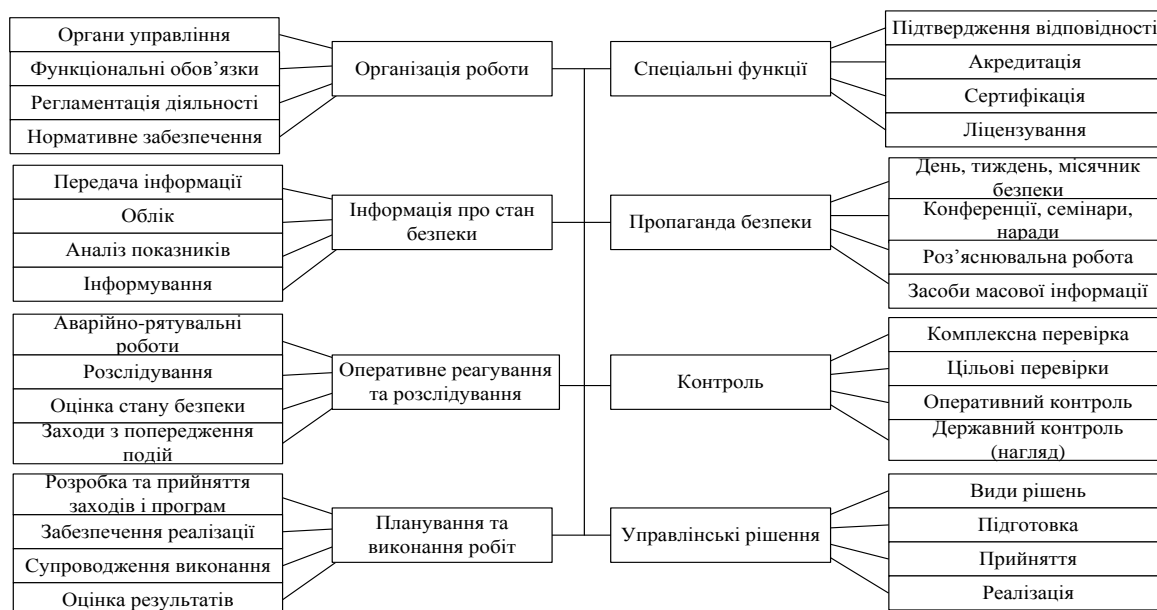 Органи управління
Функціональні обов’язки
Регламентація діяльності
Нормативне забезпечення
Організація роботи
Спеціальні функції
Підтвердження відповідності
Акредитація
Сертифікація
Ліцензування
Передача інформації
Облік
Аналіз показників
Інформування
Інформація про стан
безпеки
Пропаганда безпеки
День, тиждень, місячник
безпеки
Конференції, семінари,
наради
Роз’яснювальна робота
Засоби масової інформації
Аварійно-рятувальні
роботи
Розслідування
Оцінка стану безпеки
Заходи з попередження
подій
Оперативне реагування
та розслідування
Контроль
Комплексна перевірка
Цільові перевірки
Оперативний контроль
Державний контроль
(нагляд)
Розробка та прийняття
заходів і програм
Забезпечення реалізації
Супроводження виконання
Оцінка результатів
Планування та
виконання робіт
Управлінські рішення
Види рішень
Підготовка
Прийняття
Реалізація